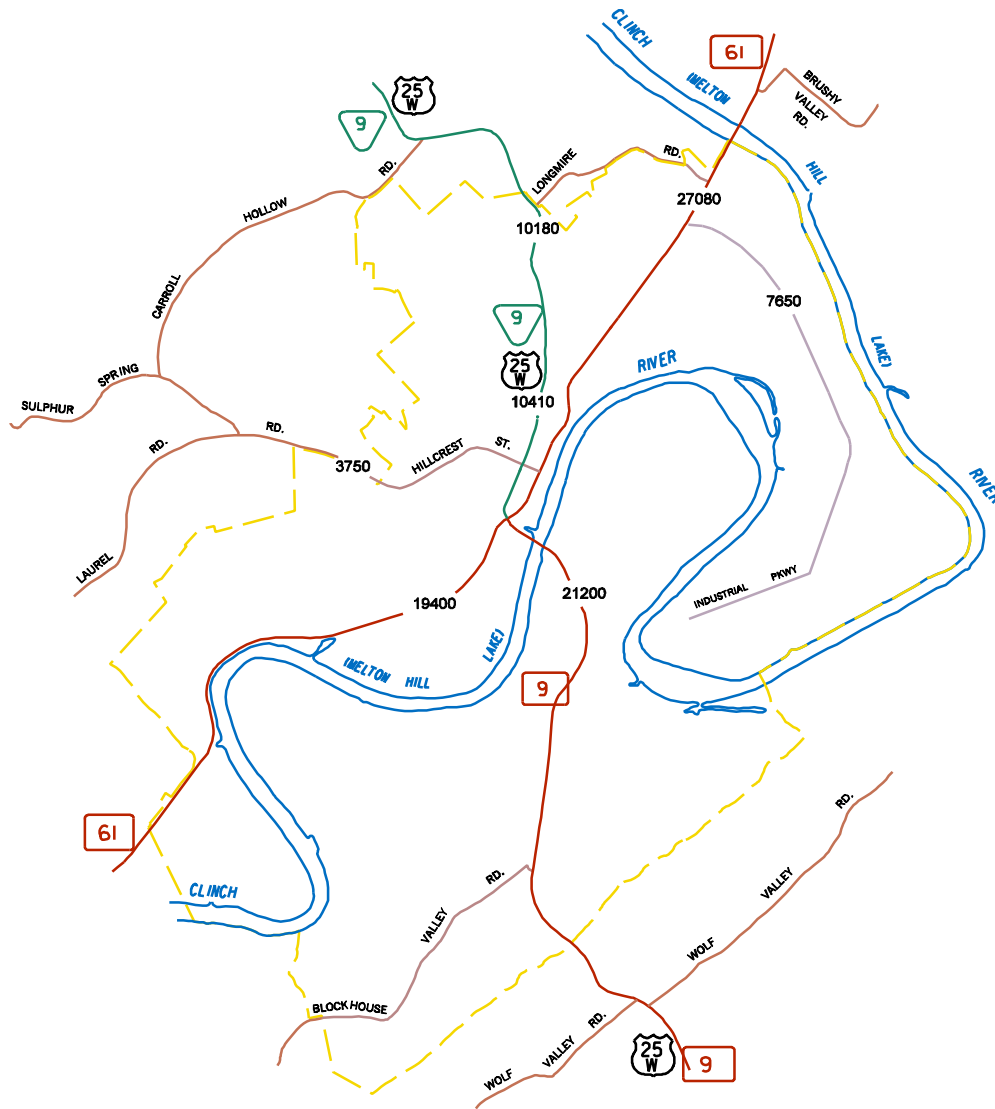 CLINCH
(MELTON
61
BRUSHY
VALLEY
RD.
25
W
9
LONGMIRE
RD.
HILL
RD.
HOLLOW
27080
10180
CARROLL
7650
9
LAKE)
RIVER
25
W
SPRING
10410
SULPHUR
RD.
RD.
HILLCREST
ST.
3750
RIVER
LAUREL
INDUSTRIAL
PKWY
19400
21200
LAKE)
(MELTON
HILL
9
61
RD.
VALLEY
RD.
CLINCH
VALLEY
WOLF
BLOCKHOUSE
RD.
VALLEY
WOLF
25
W
9